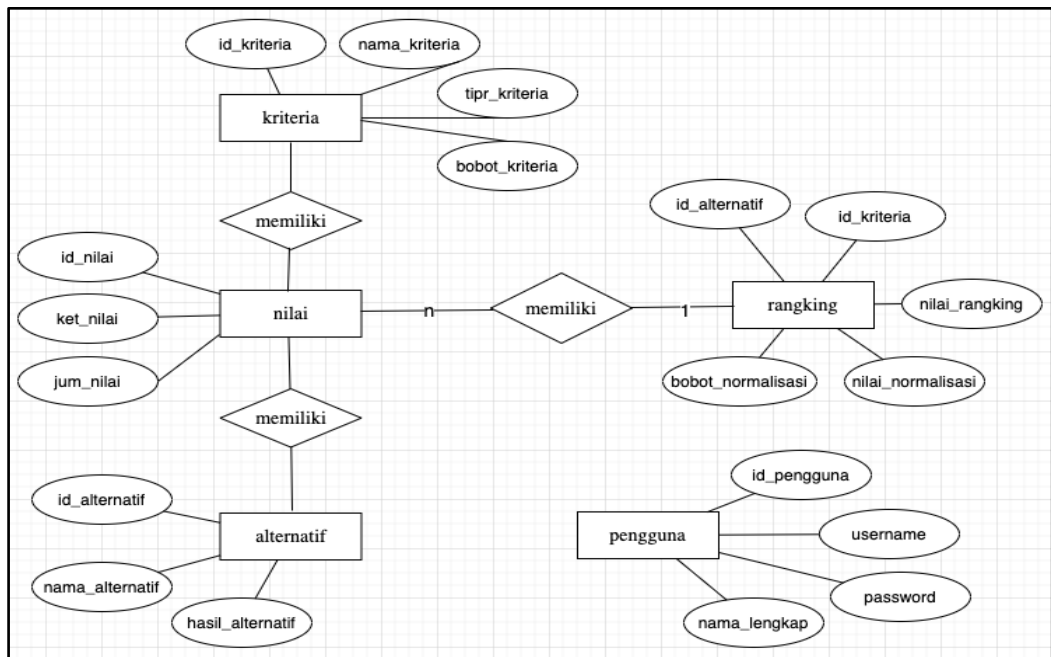 id_kriteria
nama_kriteria
tipr_kriteria
kriteria
bobot_kriteria
memiliki
id_alternatif
id_kriteria
id_nilai
ket_nilai
nilai
n
memiliki
1
rangking
nilai_rangking
jum_nilai
bobot_normalisasi
nilai_normalisasi
memiliki
id_alternatif
alternatif
nama_alternatif
hasil_alternatif
id_pengguna
pengguna
username
password
nama_lengkap